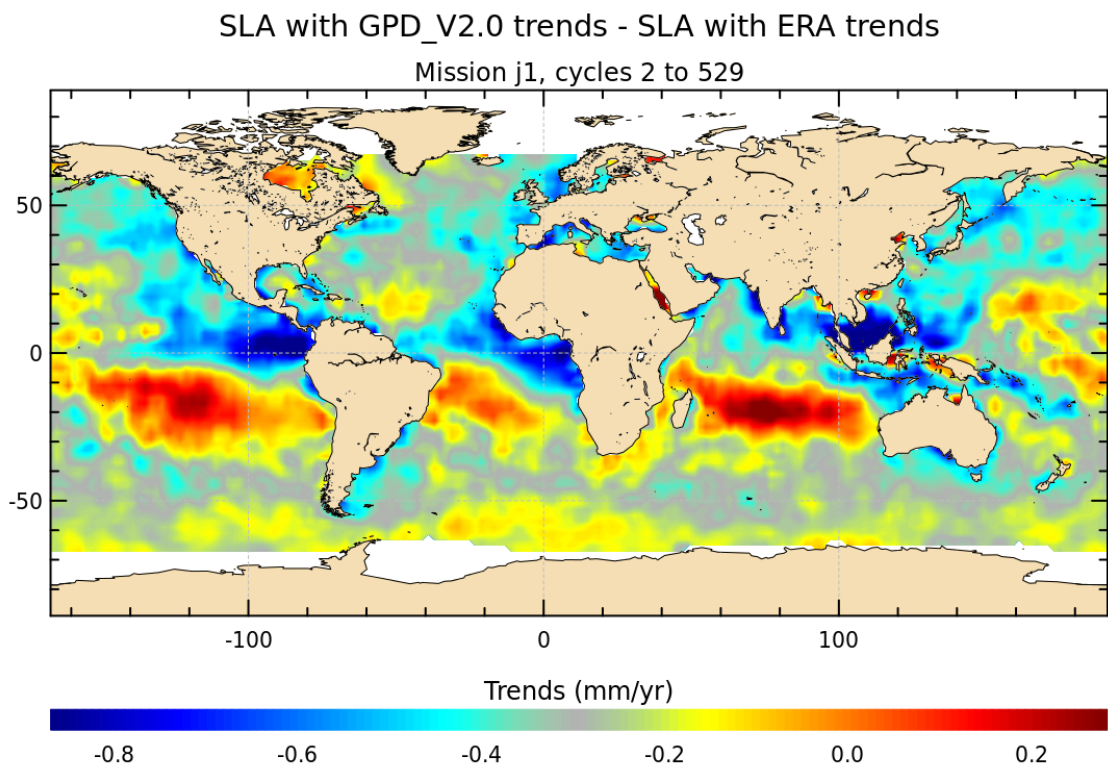 SLA with GPD_V2.0 trends - SLA with ERA trends
Mission j1, cycles 2 to 529
50
0
-50
-100 0 100
Trends (mm/yr)
-0.8 -0.6 -0.4 -0.2 0.0 0.2